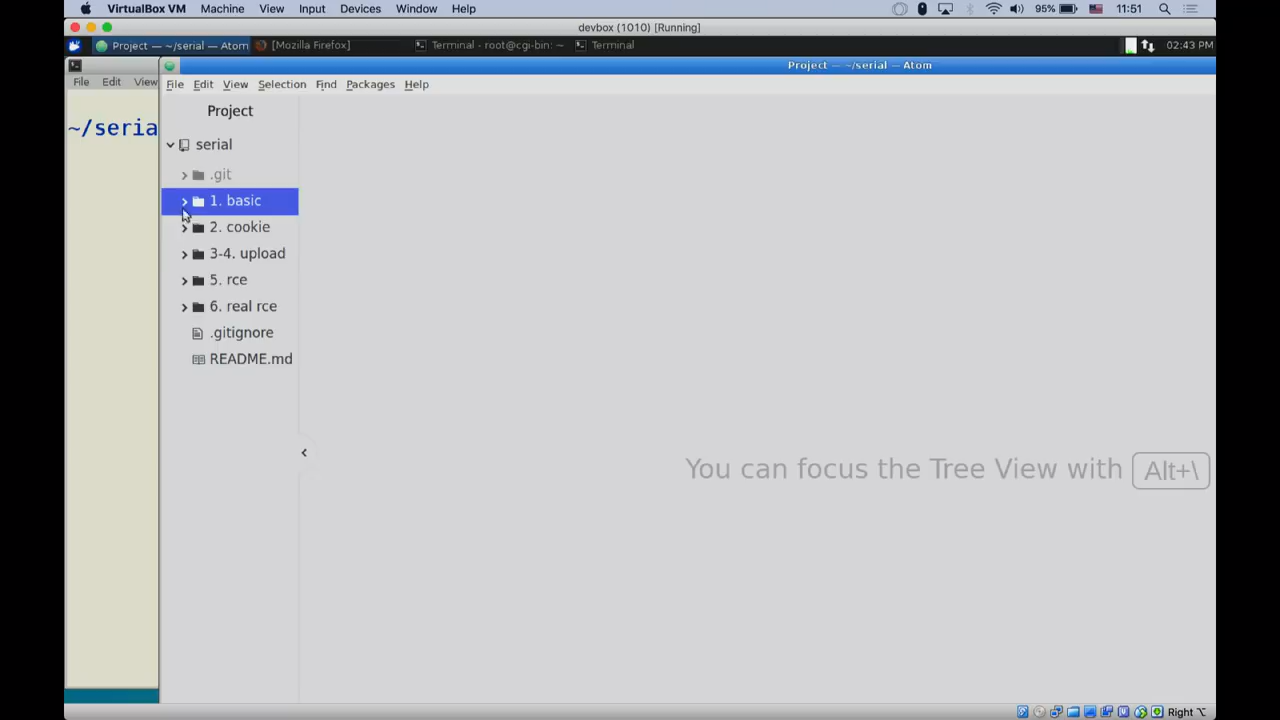 VirtualBox VM Machine View Input Devices Window Help 95% 11:51
devbox (1010) [Running]
Project — ~/serial — Atom [Mozilla Firefox] Terminal - root@cgi-bin: ~ Terminal 02:43 PM
Project — ~/serial — Atom
File Edit View
File Edit View Selection Find Packages Help
~/seria
Project
serial
.git
1. basic
2. cookie
3-4. upload
5. rce
6. real rce
.gitignore
README.md
You can focus the Tree View with Alt+\
Right ⌥